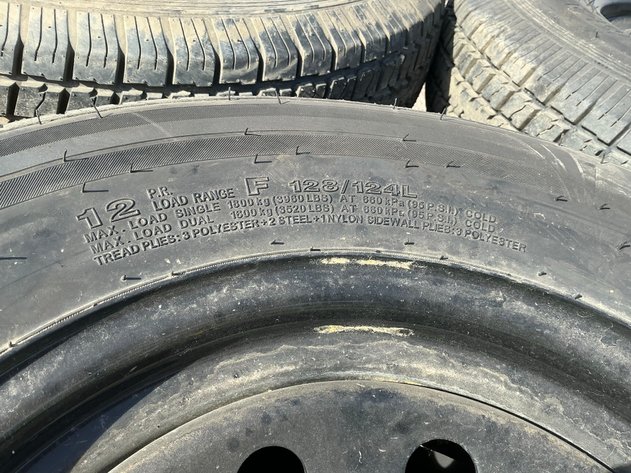 12 P.R. LOAD RANGE F 128/124L
MAX. LOAD SINGLE 1800 kg (3960 LBS) AT 660 kPa (95 P.S.I.) COLD
MAX. LOAD DUAL 1600 kg (3520 LBS) AT 660 kPa (95 P.S.I.) COLD
TREAD PLIES: 3 POLYESTER + 2 STEEL + 1 NYLON SIDEWALL PLIES: 3 POLYESTER